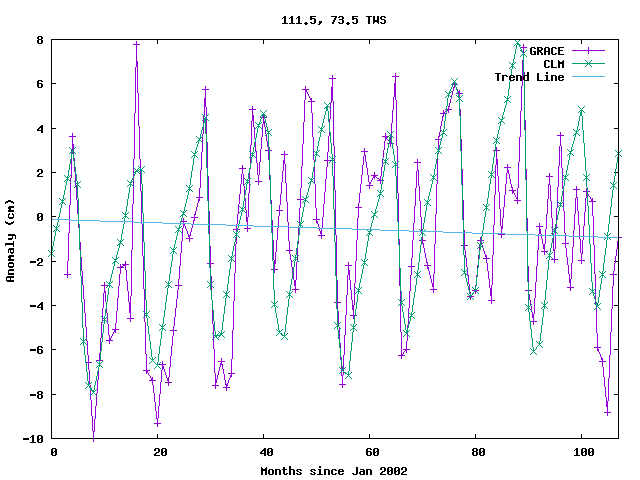 111.5, 73.5 TWS
GRACE
CLM
Trend Line
8
6
4
2
0
-2
-4
-6
-8
-10
Anomaly (cm)
0 20 40 60 80 100
Months since Jan 2002